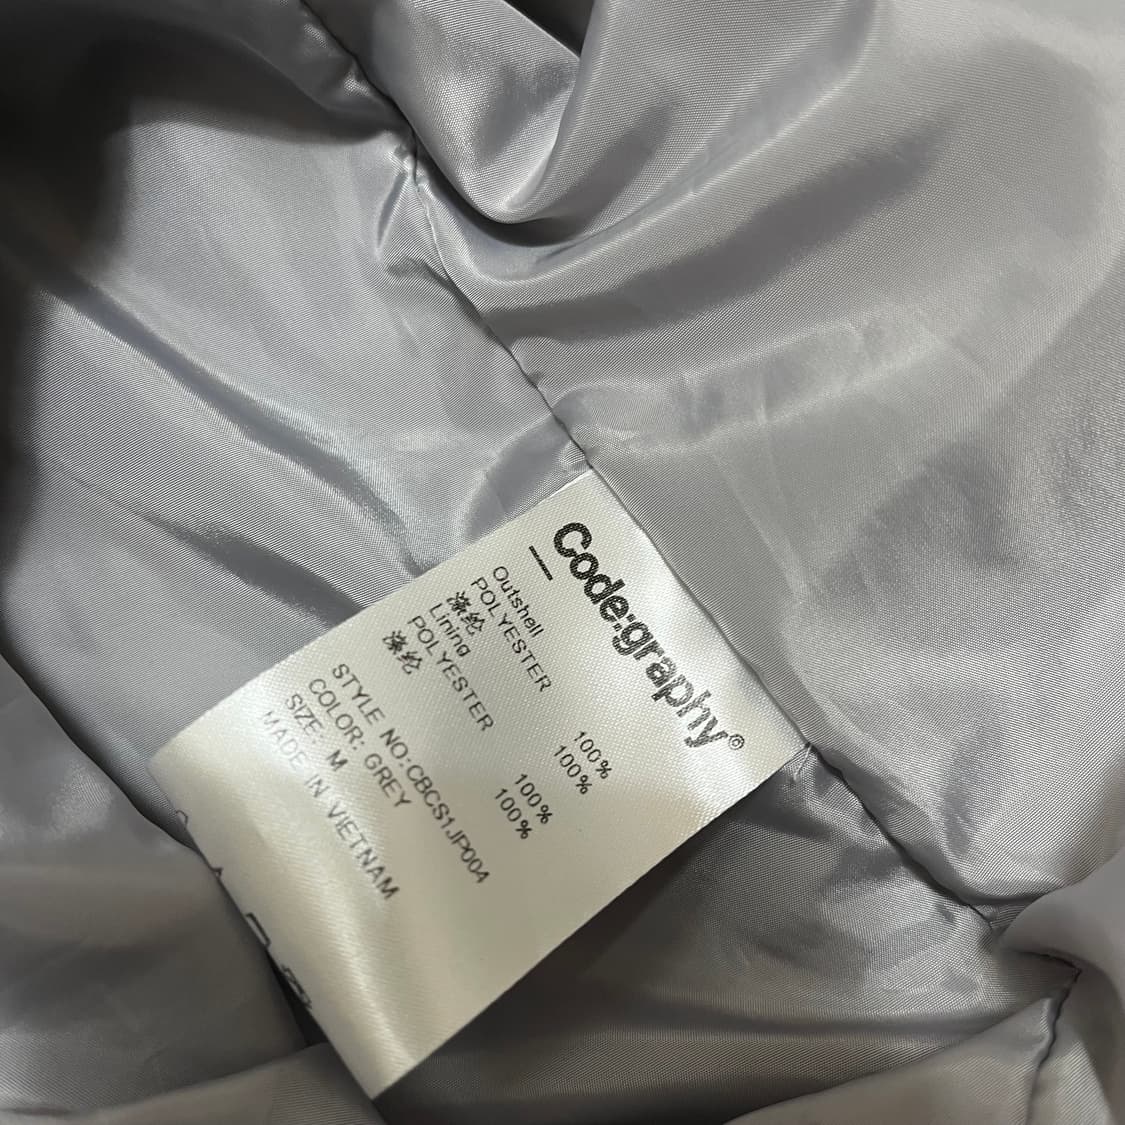 Code:graphy©
Outshell
POLYESTER 100%
涤纶 100%
Lining
POLYESTER 100%
涤纶 100%
STYLE NO:CBCS1JP004
COLOR: GREY
SIZE: M
MADE IN VIETNAM